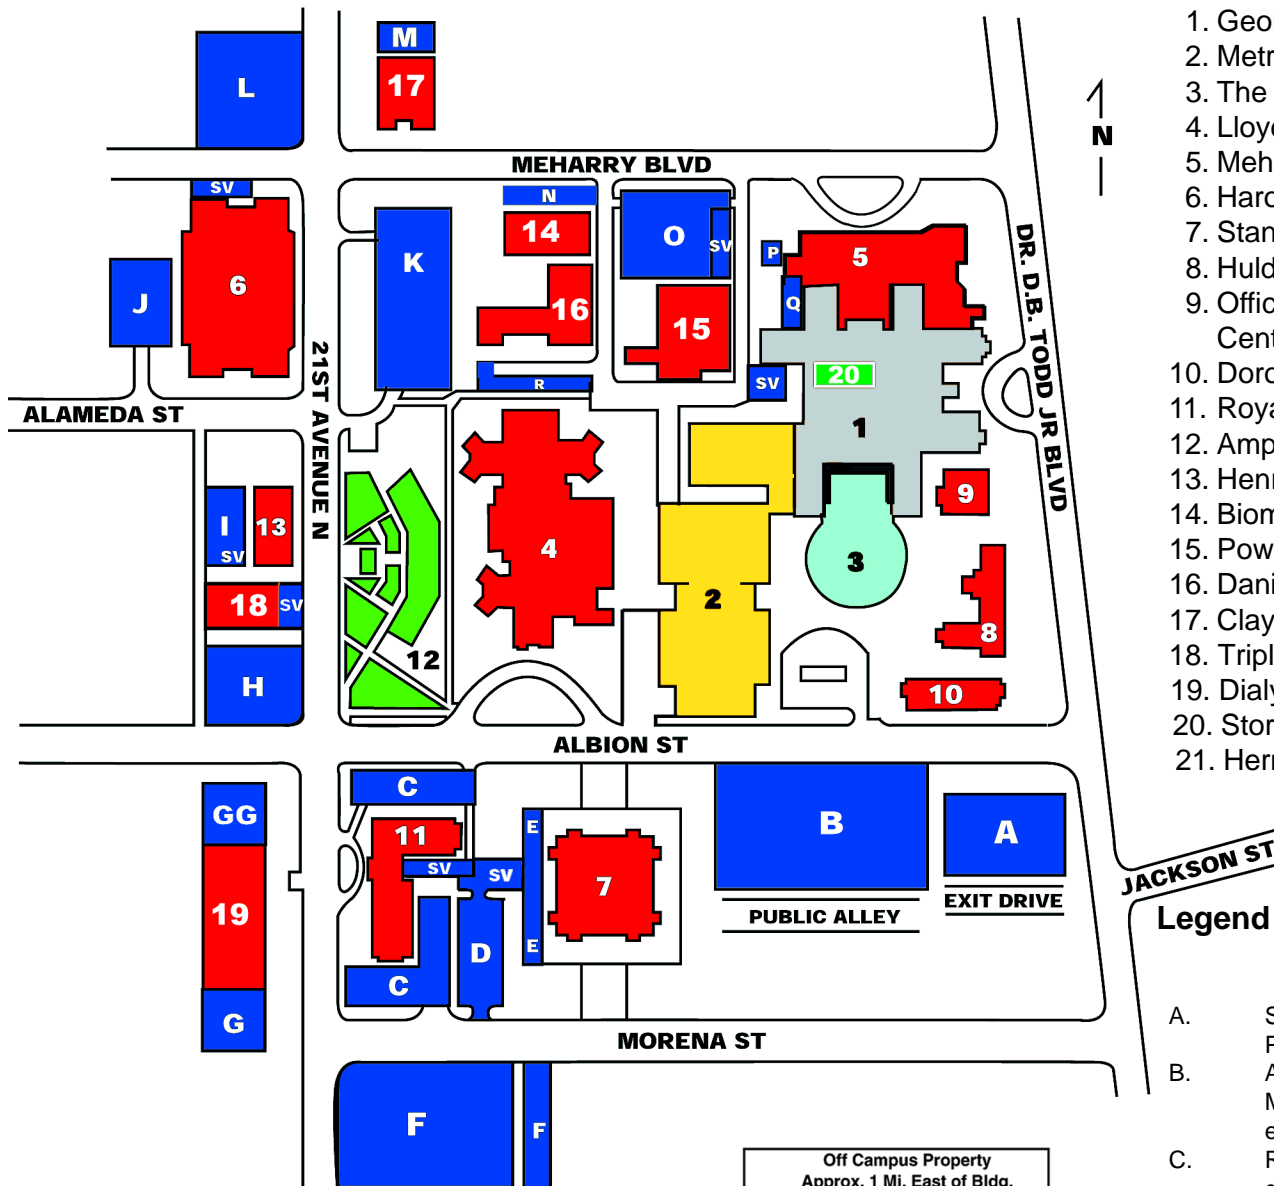 L
M
17
MEHARRY BLVD
N
1. Geo
2. Metr
3. The
4. Lloyd
5. Meh
6. Haro
7. Stan
8. Huld
9. Offic
Cent
10. Doro
11. Roya
12. Amp
13. Henr
14. Biom
15. Pow
16. Dani
17. Clay
18. Tripl
19. Dialy
20. Stor
21. Herr
SV
6
J
K
N
14
16
O
SV
15
R
P
5
Q
SV
20
1
DR. D.B. TODD JR BLVD
21ST AVENUE N
ALAMEDA ST
I
SV
13
18
SV
H
12
4
2
3
9
8
10
ALBION ST
GG
19
G
C
11
SV
SV
D
C
E
E
7
B
A
PUBLIC ALLEY
EXIT DRIVE
JACKSON ST
MORENA ST
F
F
Legend
A. S
B. A
M
e
C. R
Off Campus Property
Approx. 1 Mi. East of Bldg.